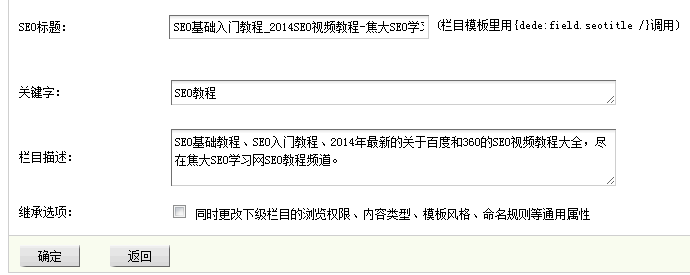 SEO标题： SEO基础入门教程_2014SEO视频教程-焦大SEO学习 (栏目模板里用{dede:field.seotitle /}调用)
关键字： SEO教程
栏目描述： SEO基础教程、SEO入门教程、2014年最新的关于百度和360的SEO视频教程大全，尽
在焦大SEO学习网SEO教程频道。
继承选项： 同时更改下级栏目的浏览权限、内容类型、模板风格、命名规则等通用属性
确定 返回